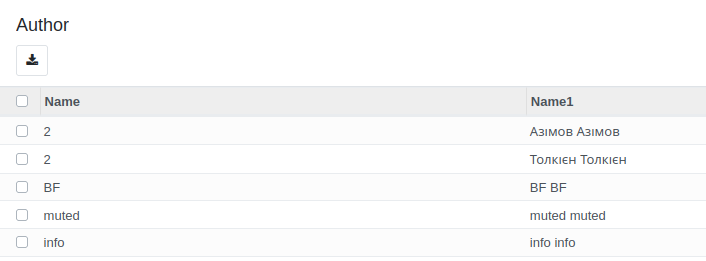 Author
Name Name1
2 Азімов Азімов
2 Толкієн Толкієн
BF BF BF
muted muted muted
info info info